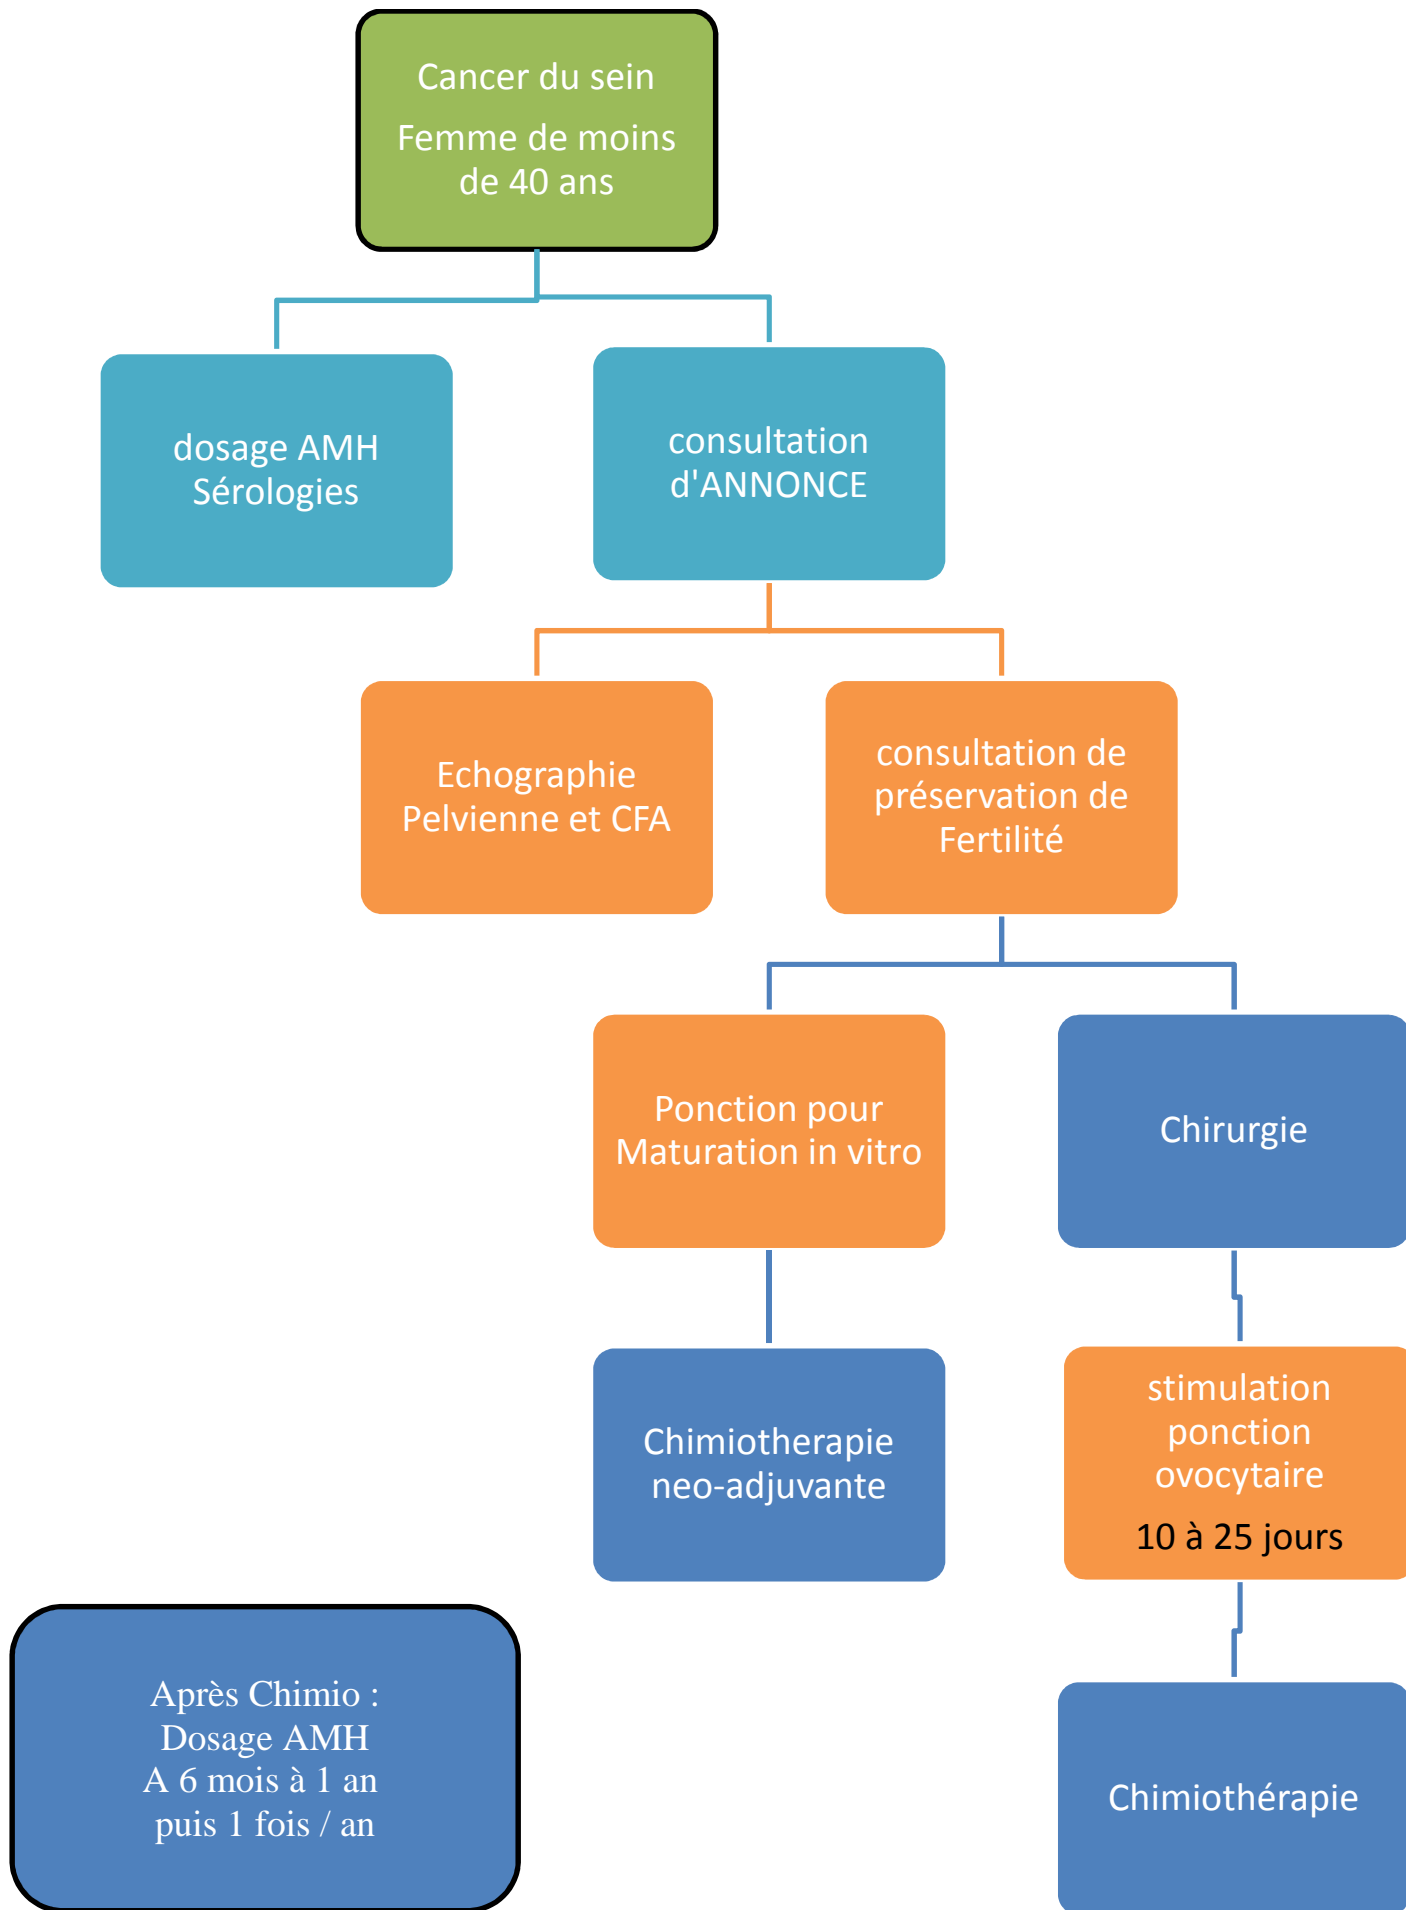 Cancer du sein
Femme de moins
de 40 ans
dosage AMH
Sérologies
consultation
d'ANNONCE
Echographie
Pelvienne et CFA
consultation de
préservation de
Fertilité
Ponction pour
Maturation in vitro
Chirurgie
Chimiotherapie
neo-adjuvante
stimulation
ponction
ovocytaire
10 à 25 jours
Après Chimio :
Dosage AMH
A 6 mois à 1 an
puis 1 fois / an
Chimiothérapie